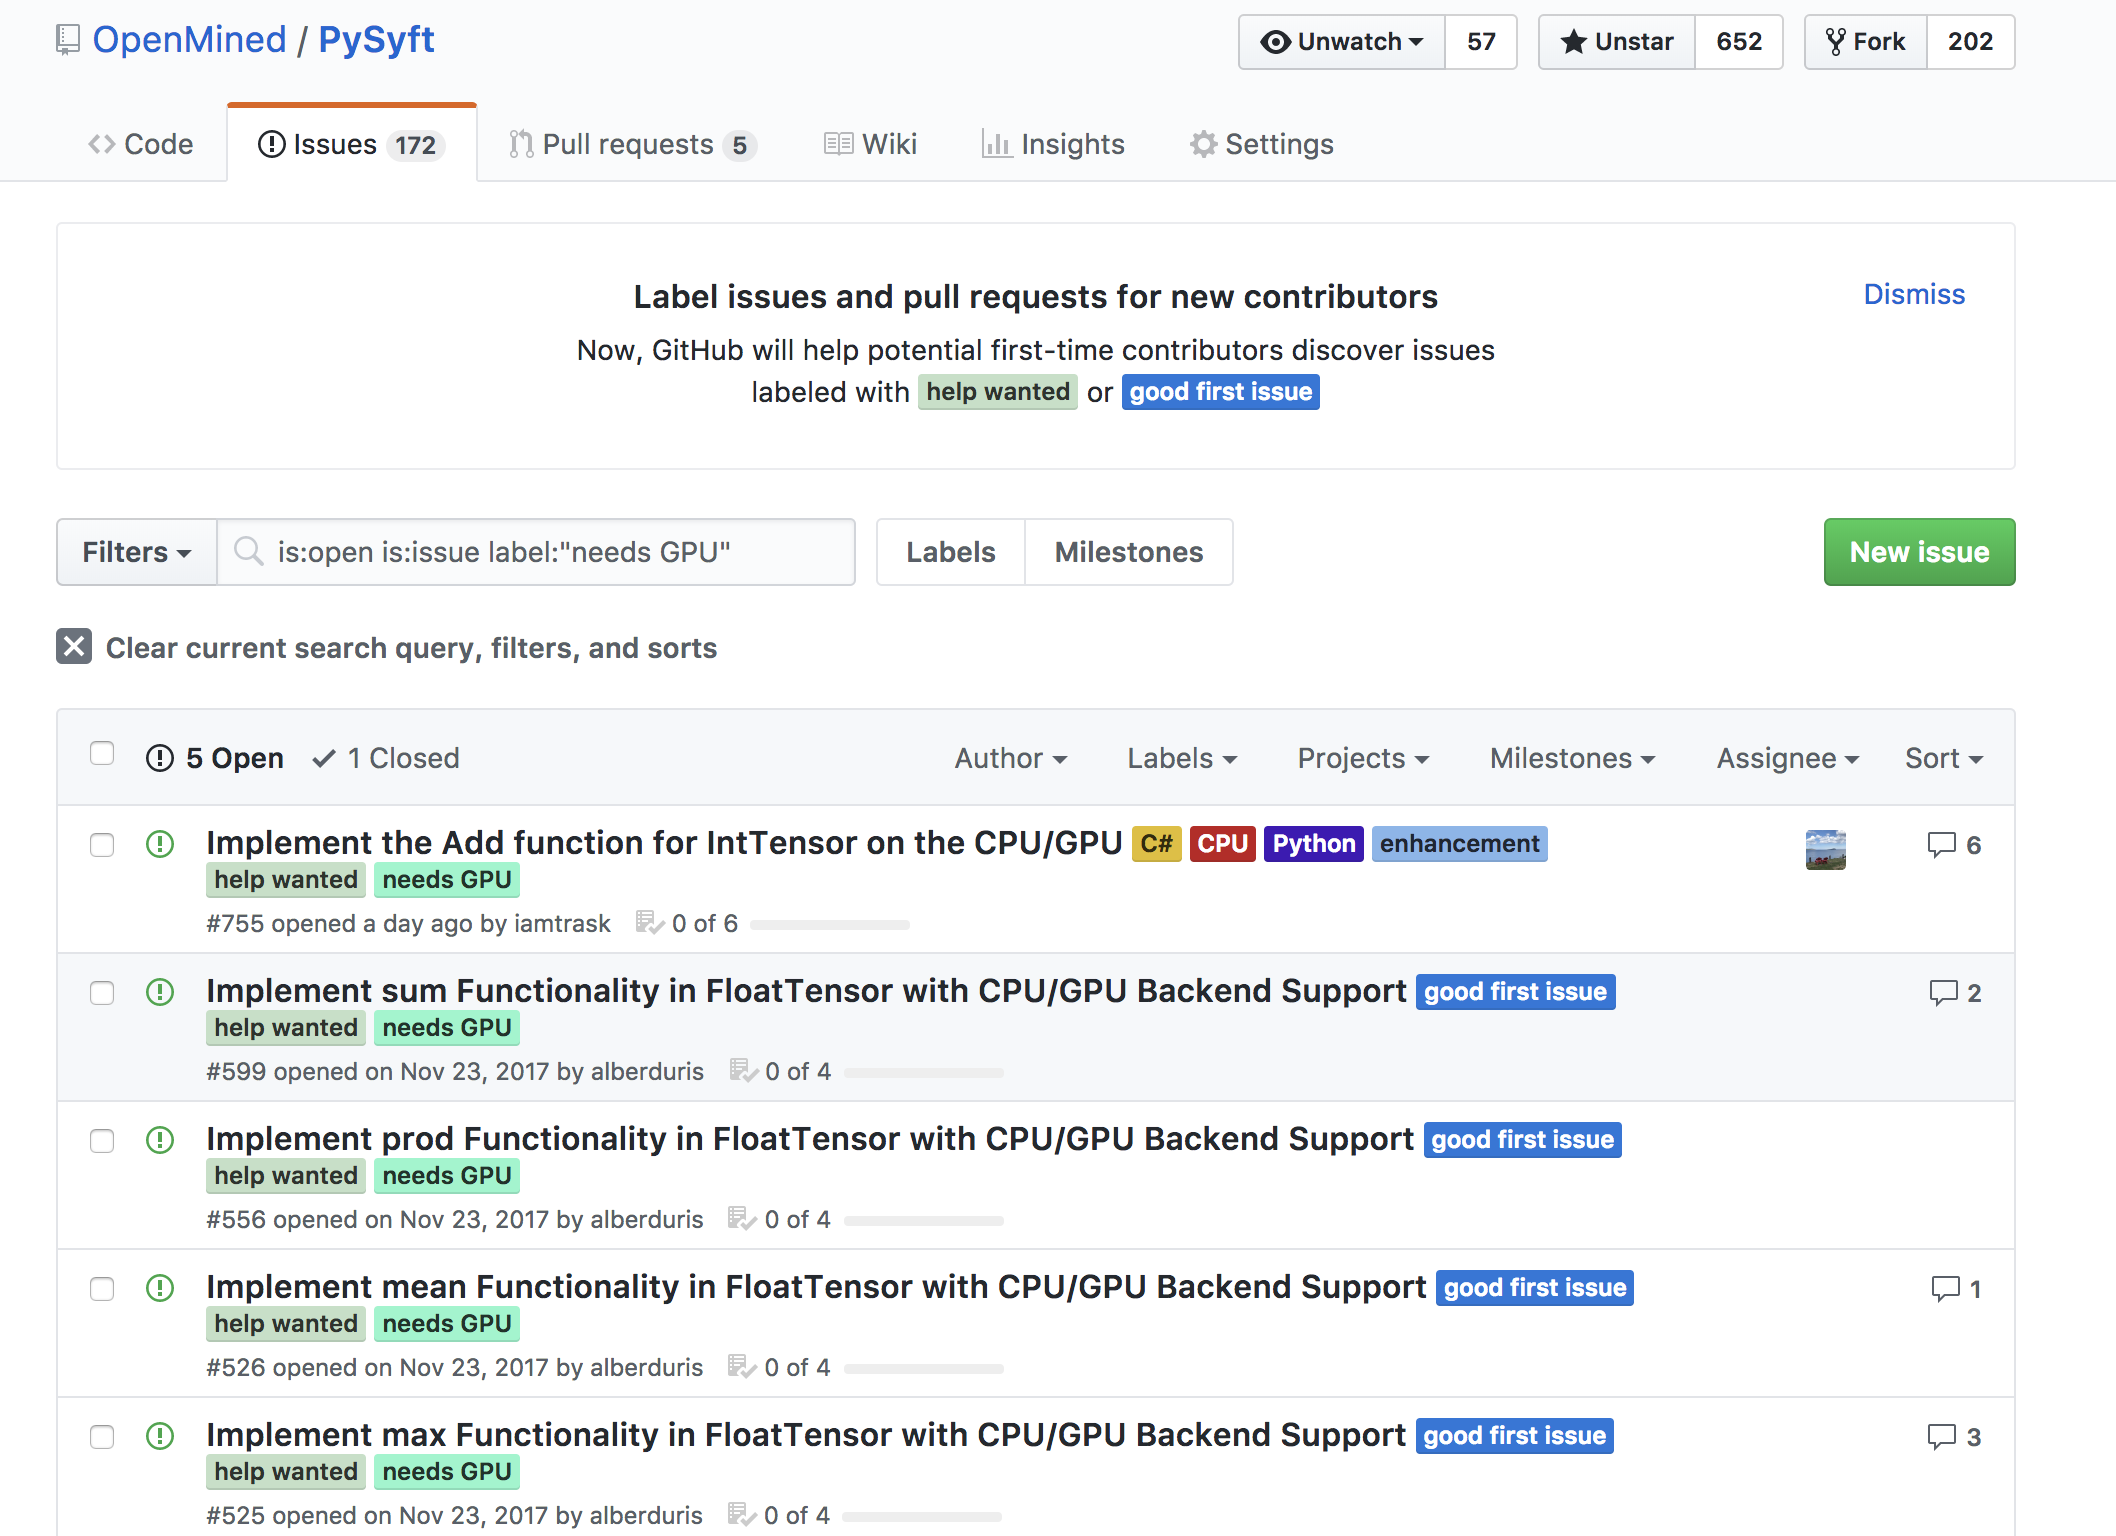 OpenMined / PySyft
Unwatch 57 Unstar 652 Fork 202
Code Issues 172 Pull requests 5 Wiki Insights Settings
Label issues and pull requests for new contributors
Dismiss
Now, GitHub will help potential first-time contributors discover issues
labeled with help wanted or good first issue
Filters is:open is:issue label:"needs GPU" Labels Milestones New issue
Clear current search query, filters, and sorts
5 Open 1 Closed Author Labels Projects Milestones Assignee Sort
Implement the Add function for IntTensor on the CPU/GPU C# CPU Python enhancement 6
help wanted needs GPU
#755 opened a day ago by iamtrask 0 of 6
Implement sum Functionality in FloatTensor with CPU/GPU Backend Support good first issue 2
help wanted needs GPU
#599 opened on Nov 23, 2017 by alberduris 0 of 4
Implement prod Functionality in FloatTensor with CPU/GPU Backend Support good first issue
help wanted needs GPU
#556 opened on Nov 23, 2017 by alberduris 0 of 4
Implement mean Functionality in FloatTensor with CPU/GPU Backend Support good first issue 1
help wanted needs GPU
#526 opened on Nov 23, 2017 by alberduris 0 of 4
Implement max Functionality in FloatTensor with CPU/GPU Backend Support good first issue 3
help wanted needs GPU
#525 opened on Nov 23, 2017 by alberduris 0 of 4